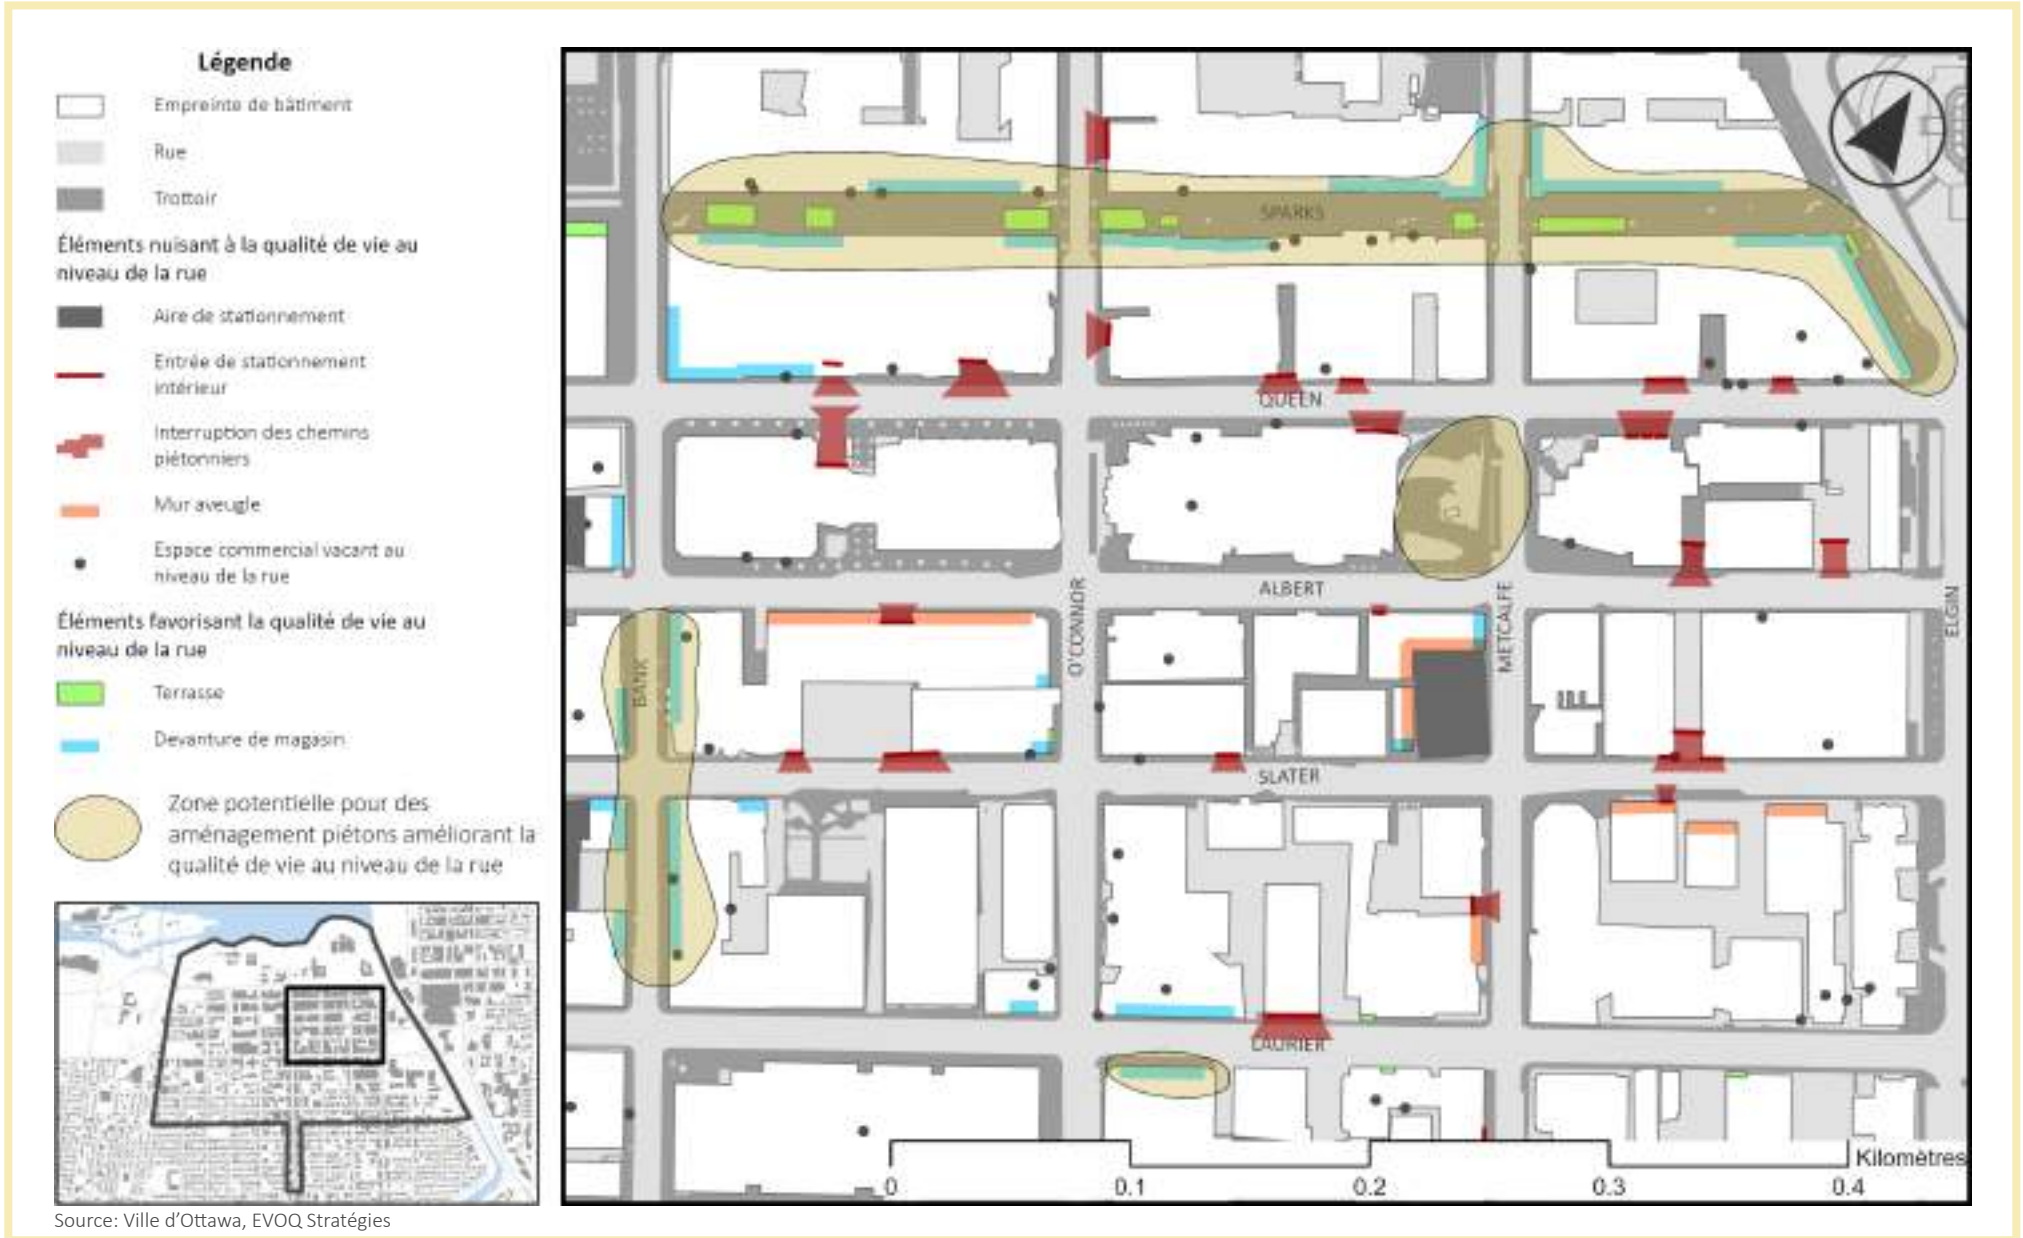 Légende
Empreinte de bâtiment
Rue
Trottoir
Éléments nuisant à la qualité de vie au
niveau de la rue
Aire de stationnement
Entrée de stationnement
intérieur
Interruption des chemins
piétonniers
Mur aveugle
Espace commercial vacant au
niveau de la rue
Éléments favorisant la qualité de vie au
niveau de la rue
Terrasse
Devanture de magasin
Zone potentielle pour des
aménagement piétons améliorant la
qualité de vie au niveau de la rue
SPARKS
QUEEN
ALBERT
SLATER
LAURIER
BANK
O'CONNOR
METCALFE
ELGIN
Kilomètres
0 0.1 0.2 0.3 0.4
Source: Ville d'Ottawa, EVOQ Stratégies